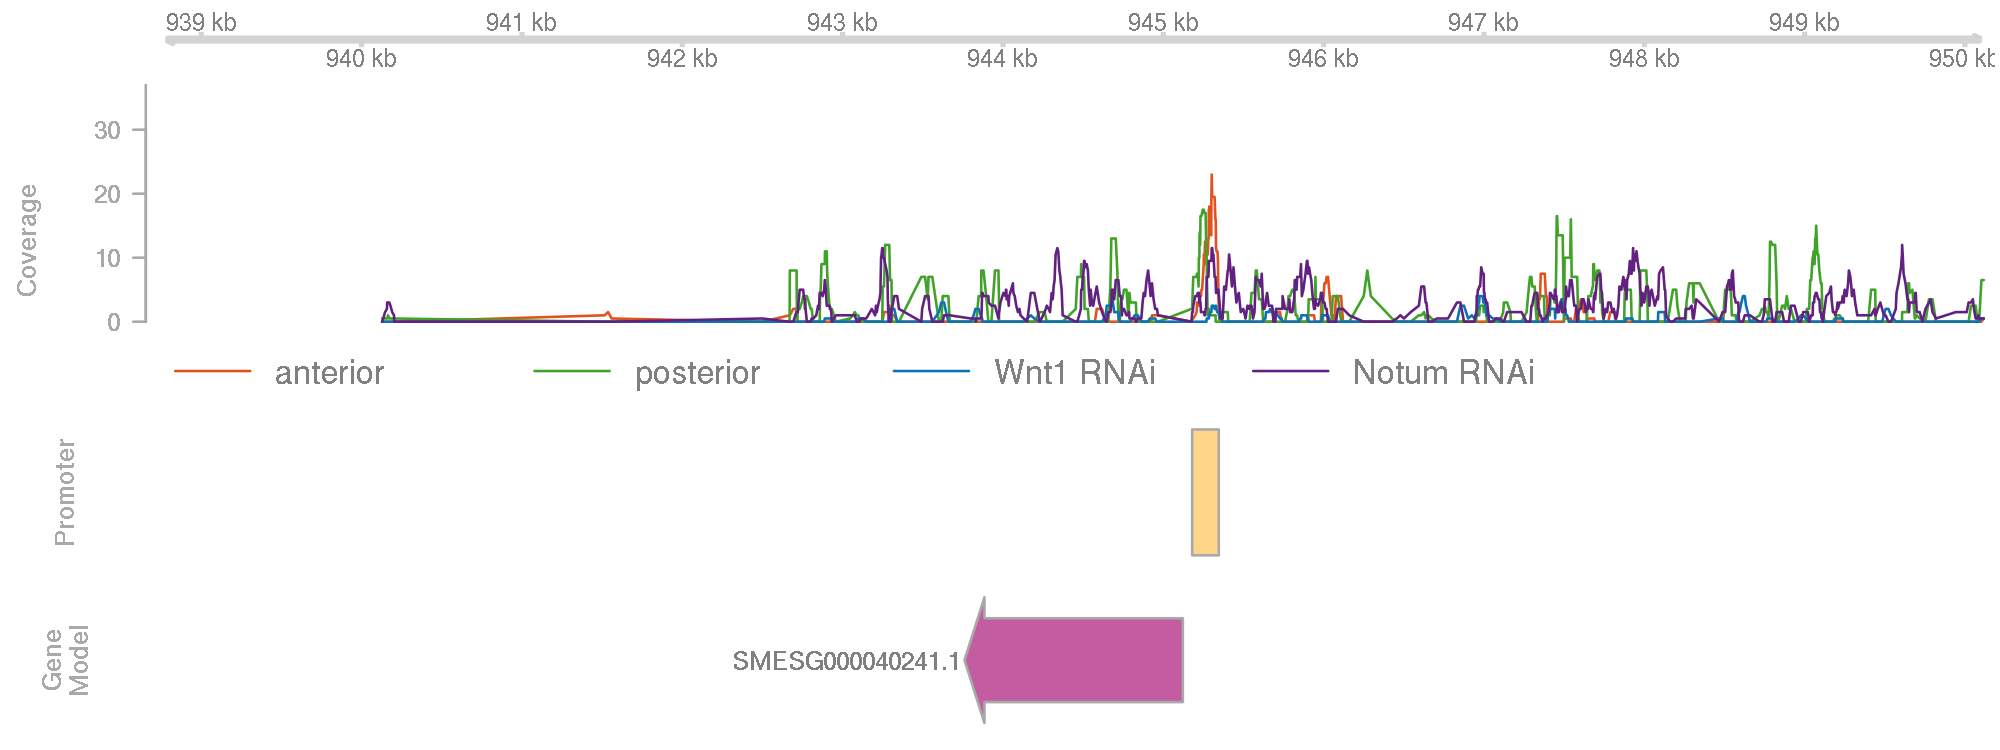 939 kb 941 kb 943 kb 945 kb 947 kb 949 kb
940 kb 942 kb 944 kb 946 kb 948 kb 950 kb
Coverage
30
20
10
0
anterior posterior Wnt1 RNAi Notum RNAi
Promoter
Gene
Model
SMESG000040241.1